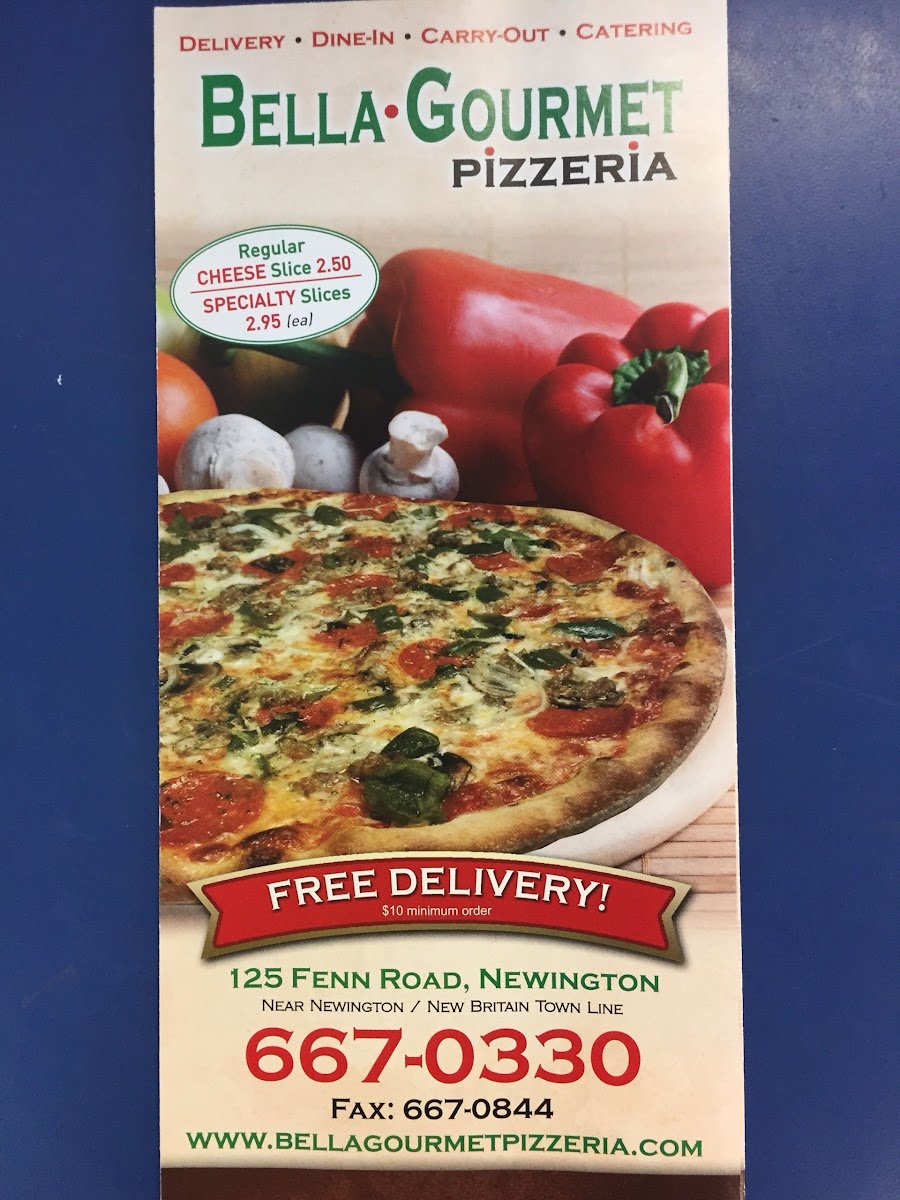 DELIVERY • DINE-IN • CARRY-OUT • CATERING
BELLA•GOURMET
PIZZERIA
Regular
CHEESE Slice 2.50
SPECIALTY Slices
2.95 (ea)
FREE DELIVERY!
$10 minimum order
125 FENN ROAD, NEWINGTON
NEAR NEWINGTON / NEW BRITAIN TOWN LINE
667-0330
FAX: 667-0844
WWW.BELLAGOURMETPIZZERIA.COM